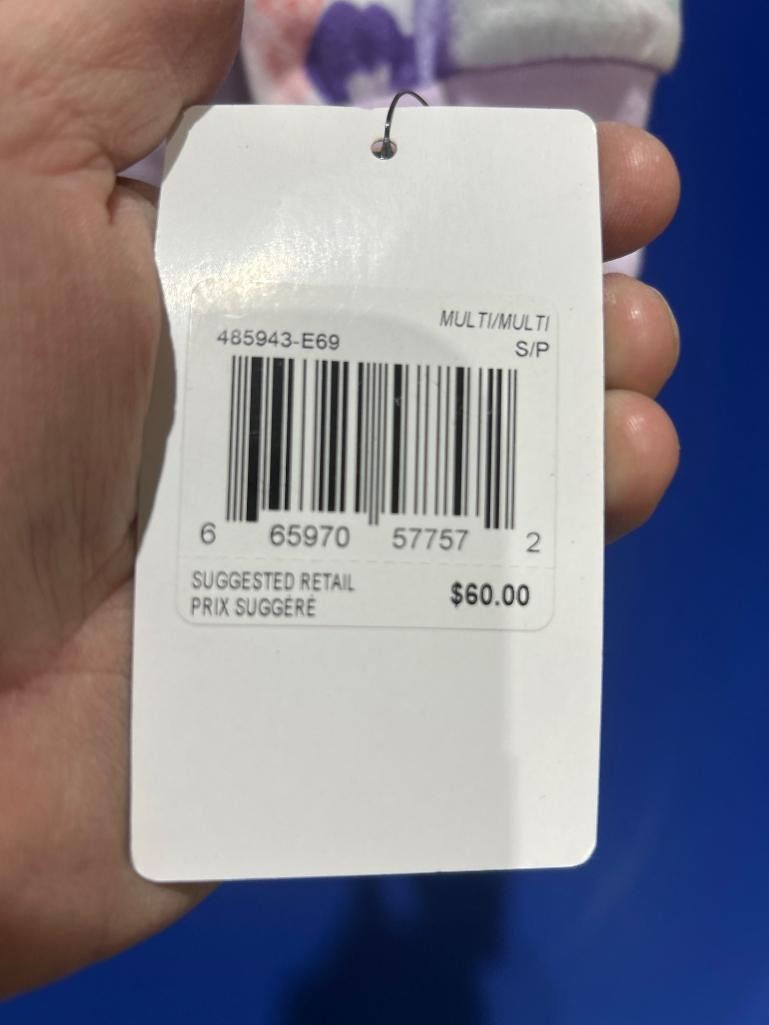 MULTI/MULTI
485943-E69
S/P
6 65970 57757 2
SUGGESTED RETAIL
PRIX SUGGÉRÉ
$60.00